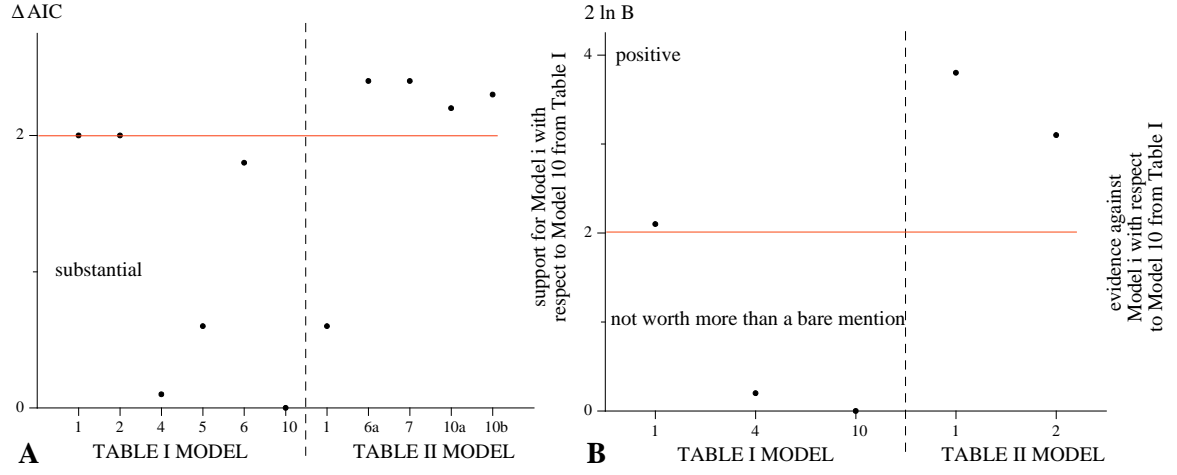 Δ AIC
2
substantial
0
1 2 4 5 6 10 1 6a 7 10a 10b
A TABLE I MODEL TABLE II MODEL
support for Model i with
respect to Model 10 from Table I
2 ln B
4
positive
2
not worth more than a bare mention
0
1 4 10 1 2
B TABLE I MODEL TABLE II MODEL
evidence against
Model i with respect
to Model 10 from Table I